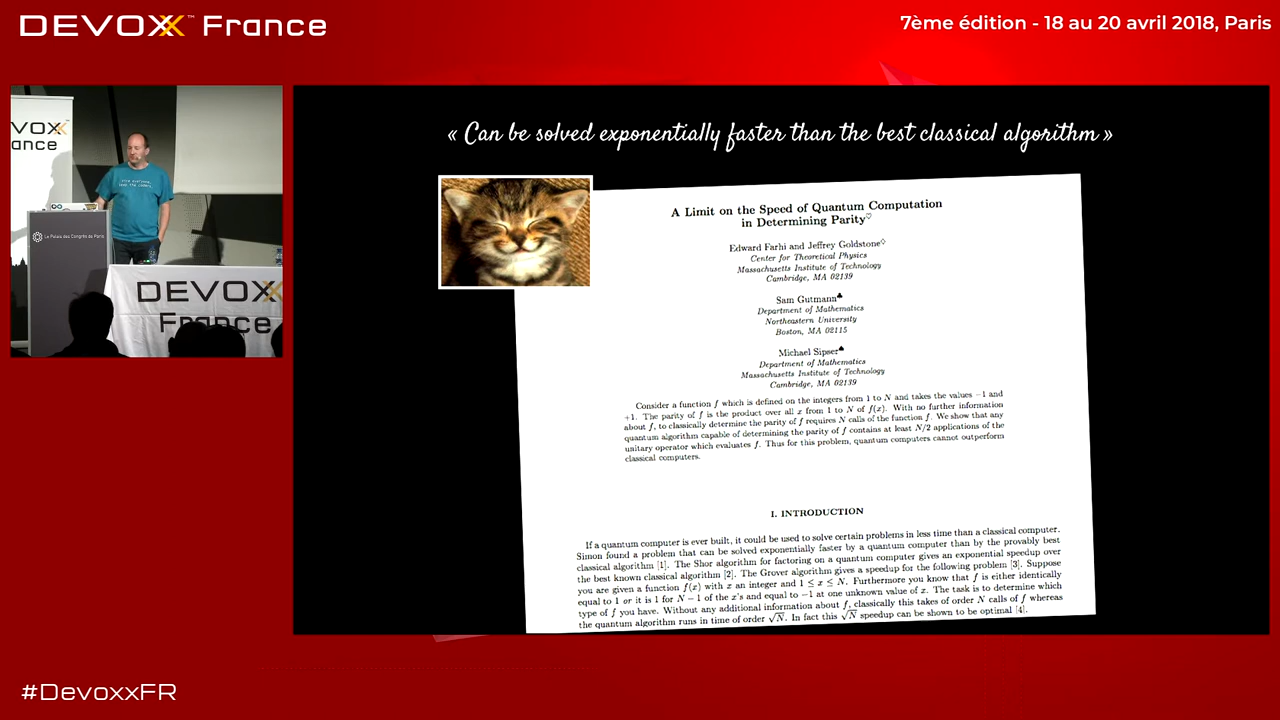 DEVOXX™ France
7ème édition - 18 au 20 avril 2018, Paris
VOXX
ance
Le Palais des Congrès de Paris
DEVOXX
France
« Can be solved exponentially faster than the best classical algorithm »
A Limit on the Speed of Quantum Computation
in Determining Parity♡
Edward Farhi and Jeffrey Goldstone♢
Center for Theoretical Physics
Massachusetts Institute of Technology
Cambridge, MA 02139
Sam Gutmann♣
Department of Mathematics
Northeastern University
Boston, MA 02115
Michael Sipser♠
Department of Mathematics
Massachusetts Institute of Technology
Cambridge, MA 02139
Consider a function f which is defined on the integers from 1 to N and takes the values −1 and
+1. The parity of f is the product over all x from 1 to N of f(x). With no further information
about f, to classically determine the parity of f requires N calls of the function f. We show that any
quantum algorithm capable of determining the parity of f contains at least N/2 applications of the
unitary operator which evaluates f. Thus for this problem, quantum computers cannot outperform
classical computers.
I. INTRODUCTION
If a quantum computer is ever built, it could be used to solve certain problems in less time than a classical computer.
Simon found a problem that can be solved exponentially faster by a quantum computer than by the provably best
classical algorithm [1]. The Shor algorithm for factoring on a quantum computer gives an exponential speedup over
the best known classical algorithm [2]. The Grover algorithm gives a speedup for the following problem [3]. Suppose
you are given a function f(x) with x an integer and 1 ≤ x ≤ N. Furthermore you know that f is either identically
equal to 1 or it is 1 for N − 1 of the x's and equal to −1 at one unknown value of x. The task is to determine which
type of f you have. Without any additional information about f, classically this takes of order N calls of f whereas
the quantum algorithm runs in time of order √N. In fact this √N speedup can be shown to be optimal [4].
#DevoxxFR